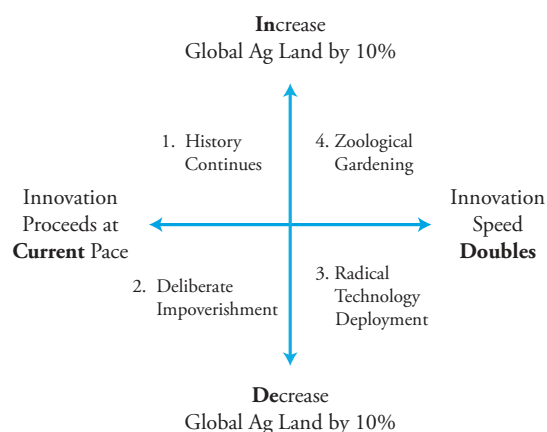 Increase
Global Ag Land by 10%
1. History
Continues
4. Zoological
Gardening
Innovation
Proceeds at
Current Pace
Innovation
Speed
Doubles
2. Deliberate
Impoverishment
3. Radical
Technology
Deployment
Decrease
Global Ag Land by 10%